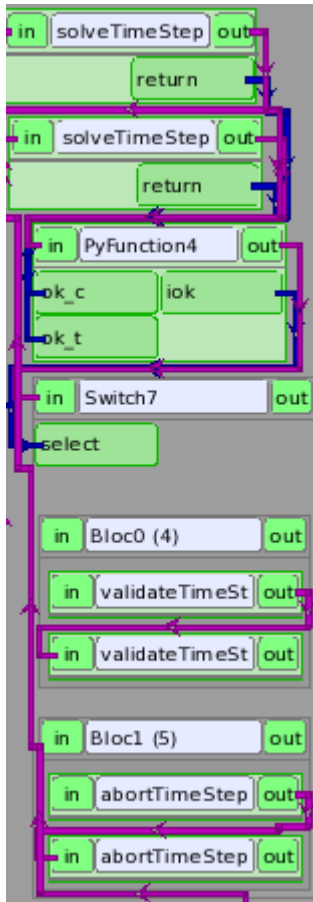 in solveTimeStep out
return
in solveTimeStep out
return
in PyFunction4 out
ok_c iok
ok_t
in Switch7 out
select
in Bloc0 (4) out
in validateTimeSt out
in validateTimeSt out
in Bloc1 (5) out
in abortTimeStep out
in abortTimeStep out